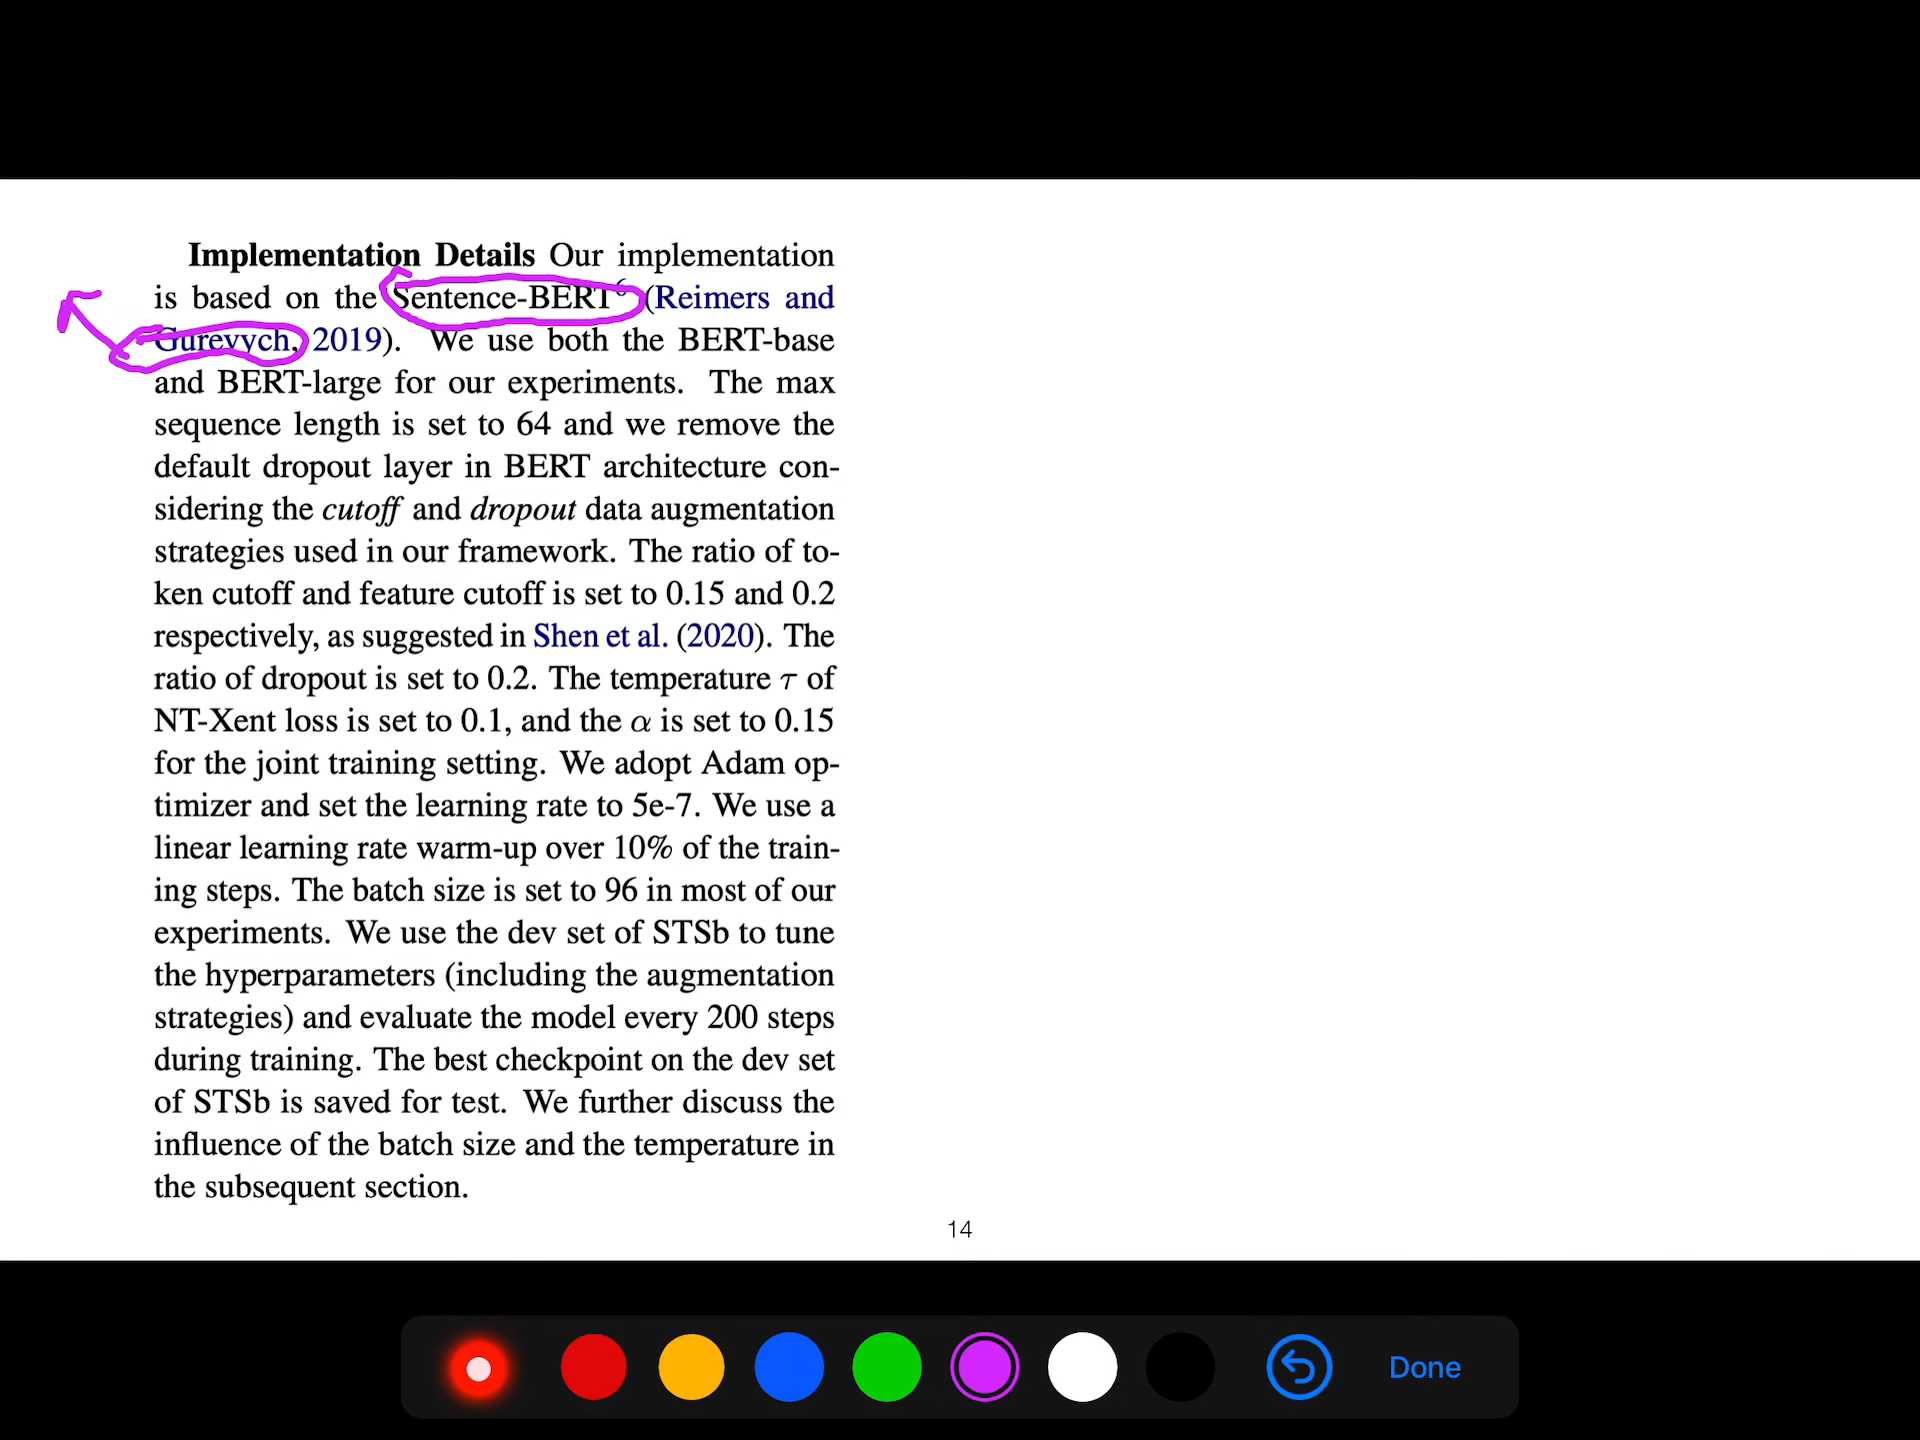 Implementation Details Our implementation
is based on the Sentence-BERT6 (Reimers and
Gurevych, 2019). We use both the BERT-base
and BERT-large for our experiments. The max
sequence length is set to 64 and we remove the
default dropout layer in BERT architecture con-
sidering the cutoff and dropout data augmentation
strategies used in our framework. The ratio of to-
ken cutoff and feature cutoff is set to 0.15 and 0.2
respectively, as suggested in Shen et al. (2020). The
ratio of dropout is set to 0.2. The temperature τ of
NT-Xent loss is set to 0.1, and the α is set to 0.15
for the joint training setting. We adopt Adam op-
timizer and set the learning rate to 5e-7. We use a
linear learning rate warm-up over 10% of the train-
ing steps. The batch size is set to 96 in most of our
experiments. We use the dev set of STSb to tune
the hyperparameters (including the augmentation
strategies) and evaluate the model every 200 steps
during training. The best checkpoint on the dev set
of STSb is saved for test. We further discuss the
influence of the batch size and the temperature in
the subsequent section.
14
Done